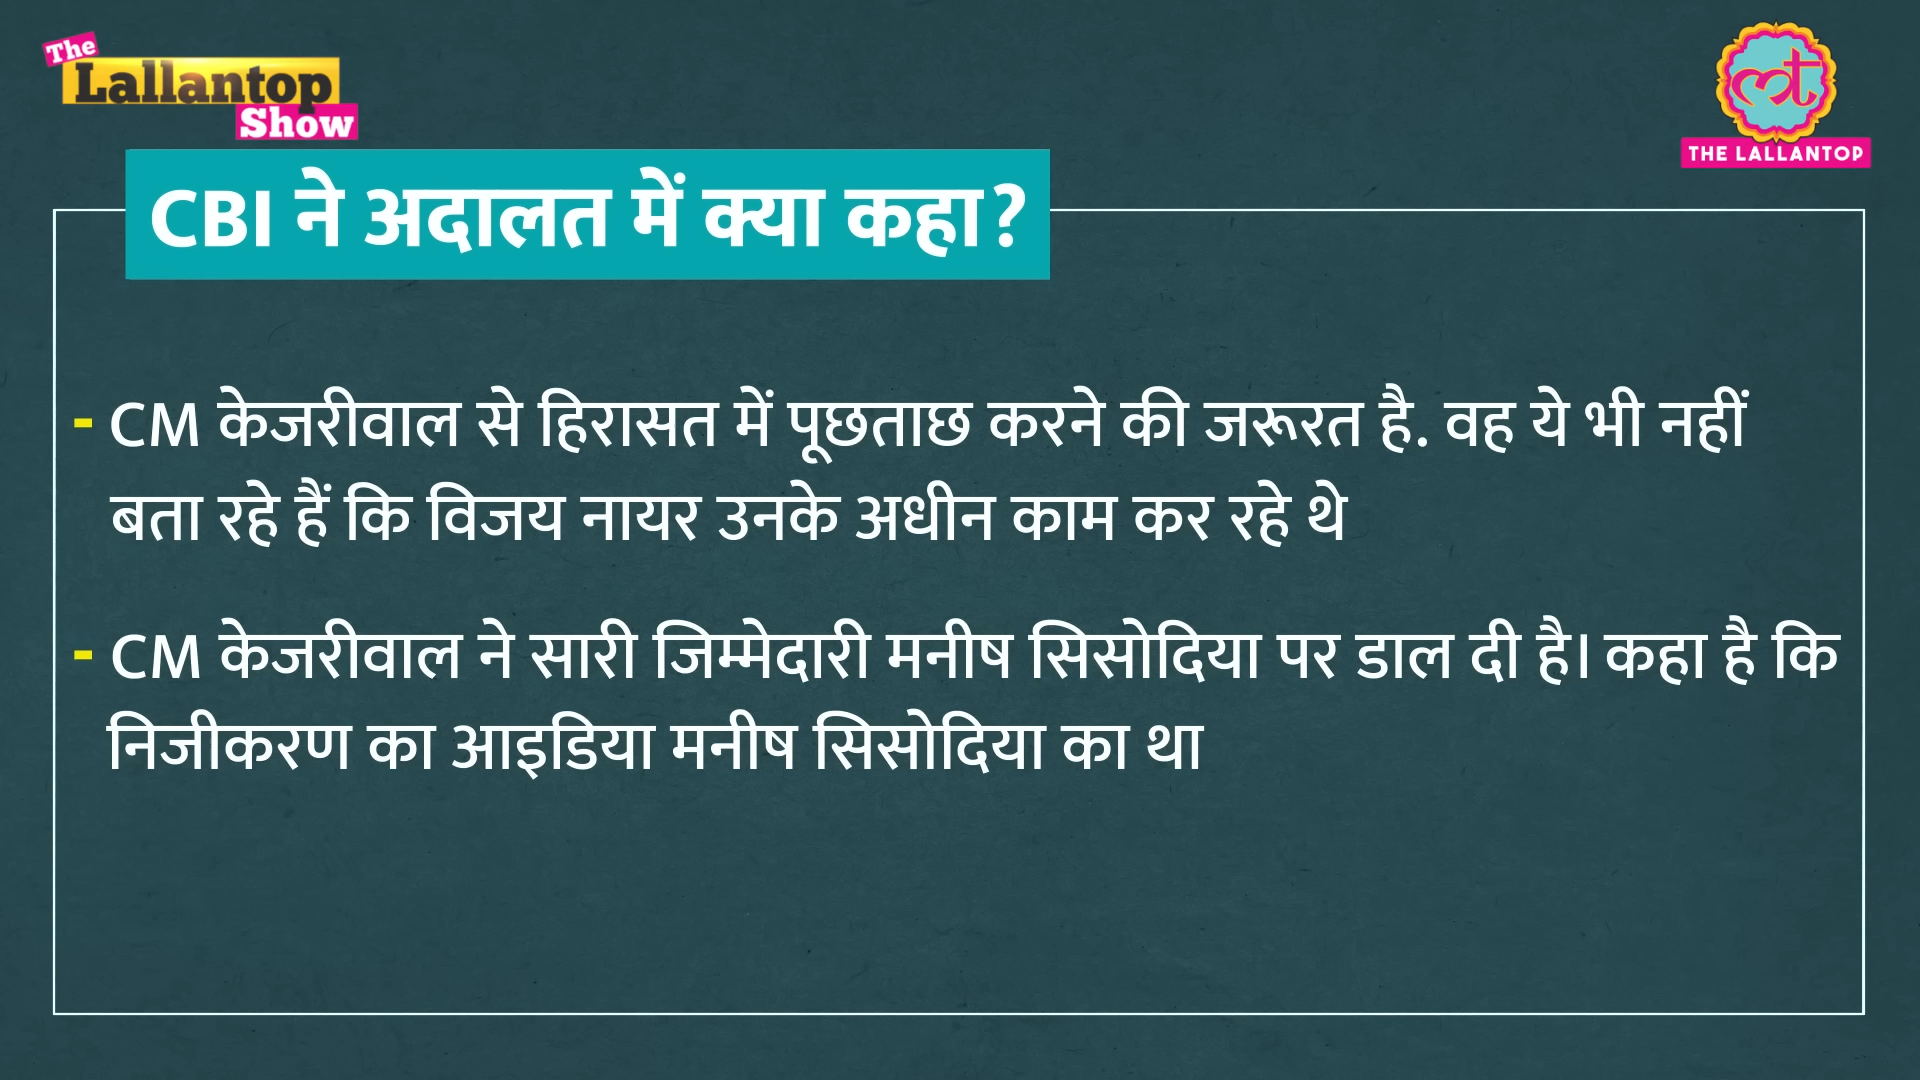 The
Lallantop
Show
लT
THE LALLANTOP
CBI ने अदालत में क्या कहा?
- CM केजरीवाल से हिरासत में पूछताछ करने की जरूरत है. वह ये भी नहीं
बता रहे हैं कि विजय नायर उनके अधीन काम कर रहे थे
- CM केजरीवाल ने सारी जिम्मेदारी मनीष सिसोदिया पर डाल दी है। कहा है कि
निजीकरण का आइडिया मनीष सिसोदिया का था